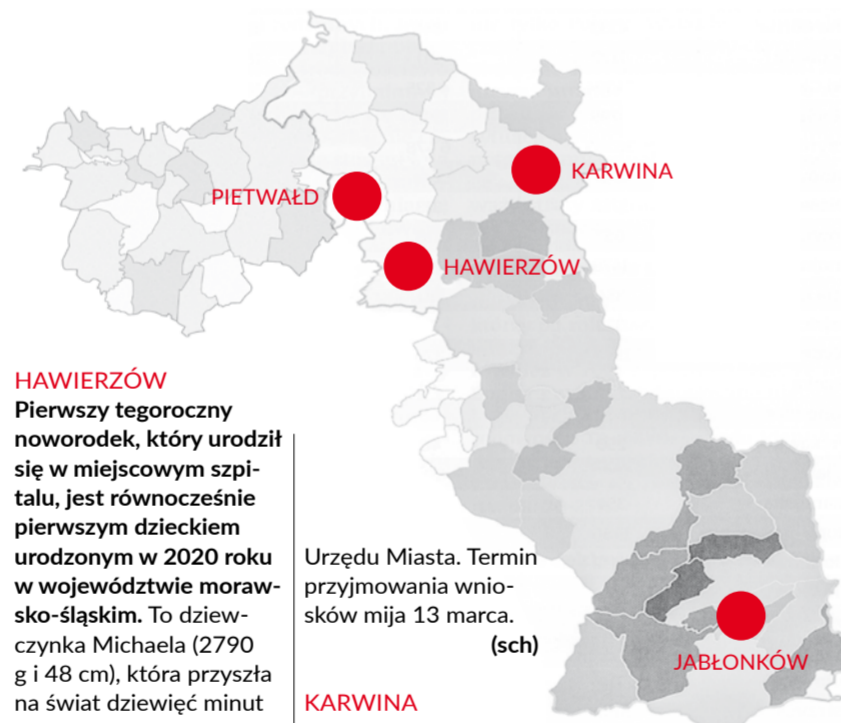 KARWINA
PIETWAŁD
HAWIERZÓW
JABŁONKÓW
HAWIERZÓW
Pierwszy tegoroczny
noworodek, który urodził
się w miejscowym szpi-
talu, jest równocześnie
pierwszym dzieckiem
urodzonym w 2020 roku
w województwie moraw-
sko-śląskim. To dziew-
czynka Michaela (2790
g i 48 cm), która przyszła
na świat dziewięć minut
Urzędu Miasta. Termin
przyjmowania wnio-
sków mija 13 marca.
(sch)
KARWINA